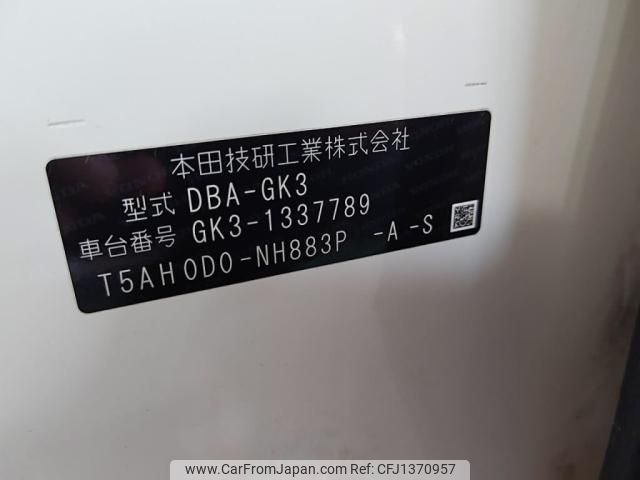 本田技研工業株式会社
型式 DBA-GK3
車台番号 GK3-1337789
T5AH0D0-NH883P -A-S
www.CarFromJapan.com | ID: CFJ1370957